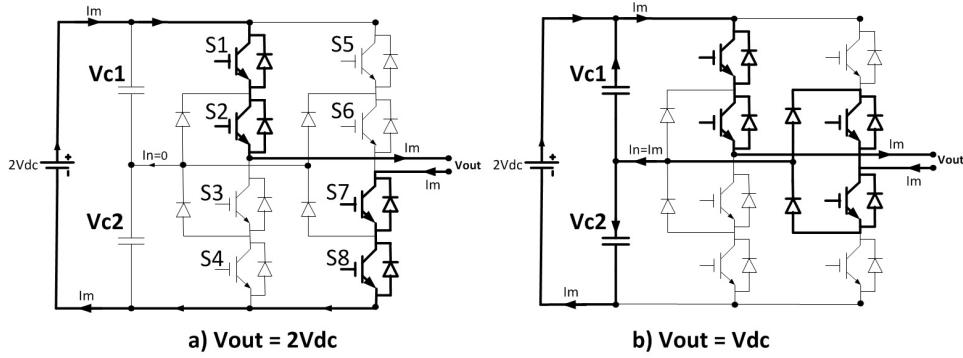 Im
Im
S1
S5
Vc1
Vc1
S2
S6
2Vdc
+
-
In=0
Im
Vout
Im
2Vdc
+
-
In=Im
Im
Vout
Im
S3
S7
Vc2
Vc2
S4
S8
Im
Im
a) Vout = 2Vdc
b) Vout = Vdc